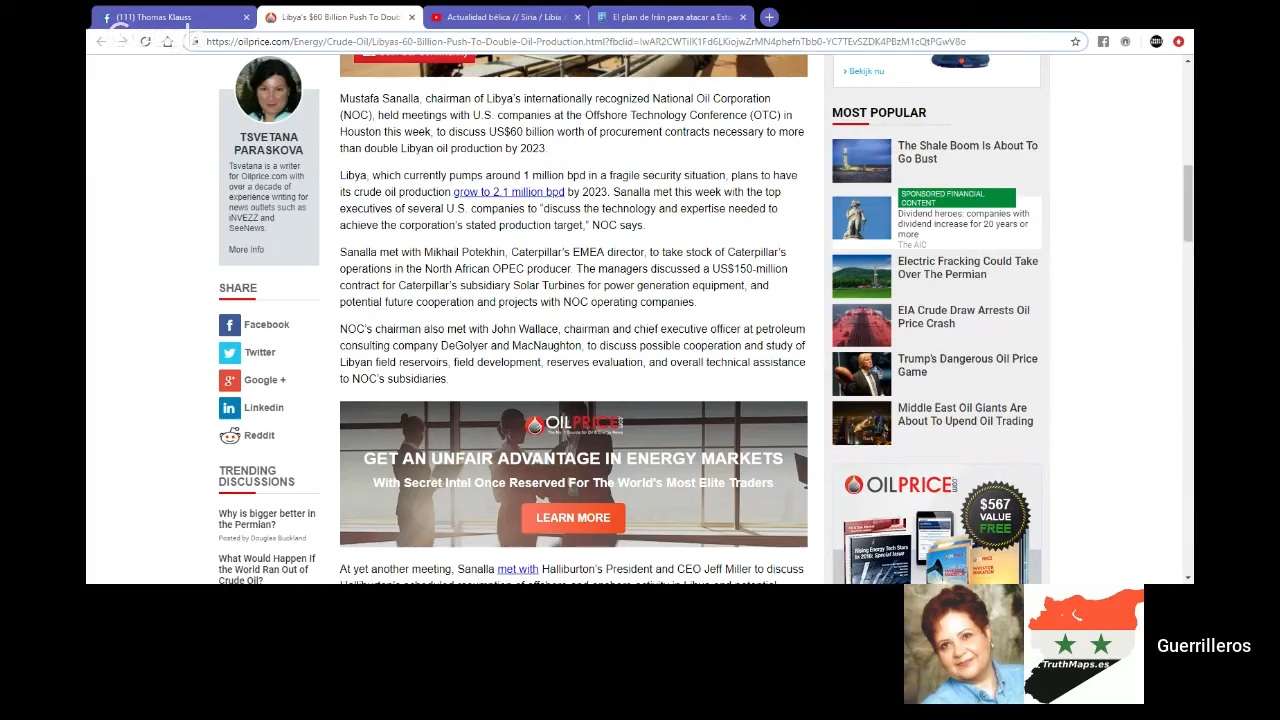 (111) Thomas Klauss
Libya's $60 Billion Push To Doub
Actualidad bélica // Siria / Libia /
El plan de Irán para atacar a Esta
https://oilprice.com/Energy/Crude-Oil/
Bekijk nu
TSVETANA
PARASKOVA
Tsvetana is a writer
for Oilprice.com with
over a decade of
experience writing for
news outlets such as
iNVEZZ and
SeeNews.
More Info
SHARE
Facebook
Twitter
Google +
Linkedin
Reddit
TRENDING
DISCUSSIONS
Why is bigger better in
the Permian?
Posted by Douglas Buckland
What Would Happen If
the World Ran Out of
Crude Oil?
Mustafa Sanalla, chairman of Libya's internationally recognized National Oil Corporation
(NOC), held meetings with U.S. companies at the Offshore Technology Conference (OTC) in
Houston this week, to discuss US$60 billion worth of procurement contracts necessary to more
than double Libyan oil production by 2023.
Libya, which currently pumps around 1 million bpd in a fragile security situation, plans to have
its crude oil production grow to 2.1 million bpd by 2023. Sanalla met this week with the top
executives of several U.S. companies to “discuss the technology and expertise needed to
achieve the corporation's stated production target,” NOC says.
Sanalla met with Mikhail Potekhin, Caterpillar's EMEA director, to take stock of Caterpillar's
operations in the North African OPEC producer. The managers discussed a US$150-million
contract for Caterpillar's subsidiary Solar Turbines for power generation equipment, and
potential future cooperation and projects with NOC operating companies.
NOC's chairman also met with John Wallace, chairman and chief executive officer at petroleum
consulting company DeGolyer and MacNaughton, to discuss possible cooperation and study of
Libyan field reservoirs, field development, reserves evaluation, and overall technical assistance
to NOC's subsidiaries.
OILPRICE.com
GET AN UNFAIR ADVANTAGE IN ENERGY MARKETS
With Secret Intel Once Reserved For The World's Most Elite Traders
LEARN MORE
At yet another meeting, Sanalla met with Halliburton's President and CEO Jeff Miller to discuss
MOST POPULAR
The Shale Boom Is About To
Go Bust
SPONSORED FINANCIAL
CONTENT
Dividend heroes: companies with
dividend increase for 20 years or
more
The AIC
Electric Fracking Could Take
Over The Permian
EIA Crude Draw Arrests Oil
Price Crash
Trump's Dangerous Oil Price
Game
Middle East Oil Giants Are
About To Upend Oil Trading
OILPRICE.com
$567
VALUE
FREE
TruthMaps.es
Guerrilleros